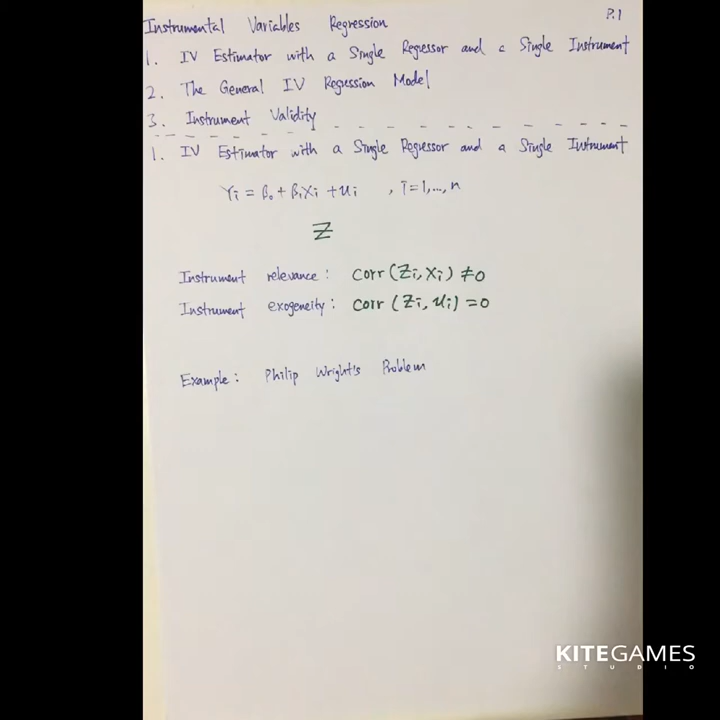 P.1
Instrumental Variables Regression
1. IV Estimator with a Single Regressor and a Single Instrument
2. The General IV Regression Model
3. Instrument Validity
1. IV Estimator with a Single Regressor and a Single Instrument
Yi = β0 + β1Xi + ui , i=1,...,n
Z
Instrument relevance: corr(Zi, Xi) ≠0
Instrument exogeneity: corr (Zi, ui) =0
Example: Philip Wright's Problem
KITEGAMES
STUDIO